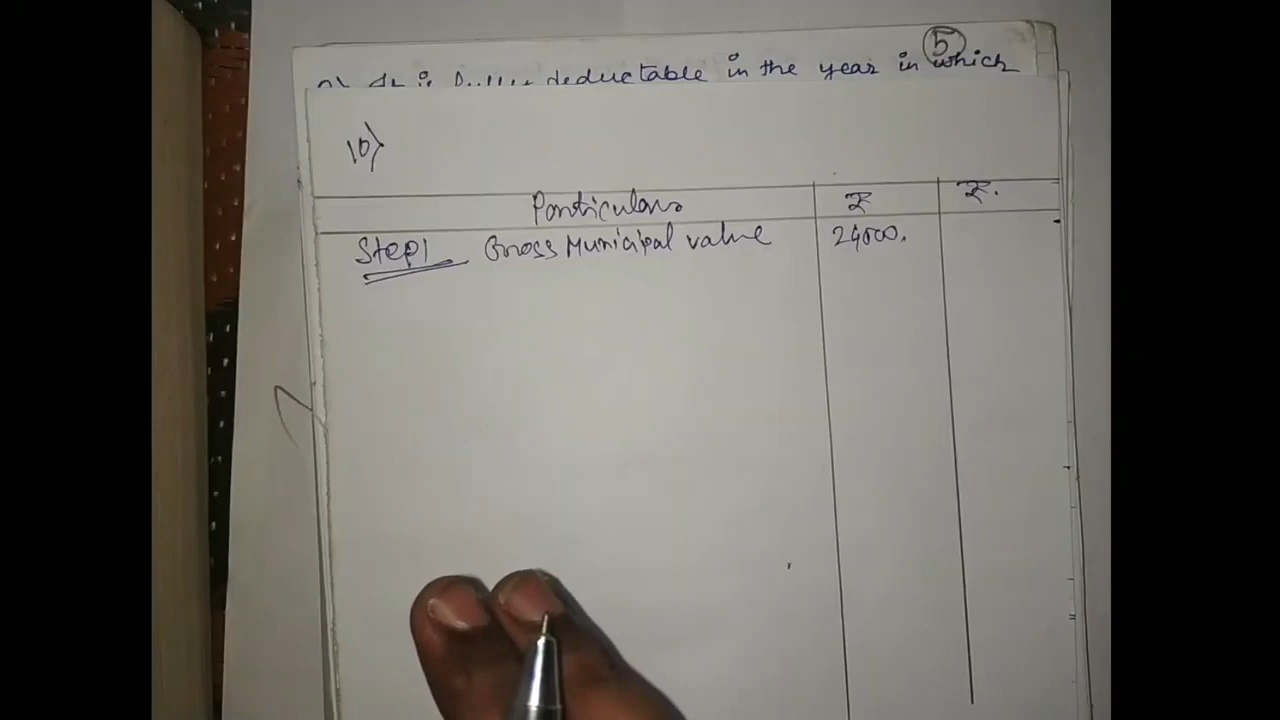 5
deductable in the year in which
10)
Particulars ₹ ₹.
Step1 Gross Municipal value 24000.